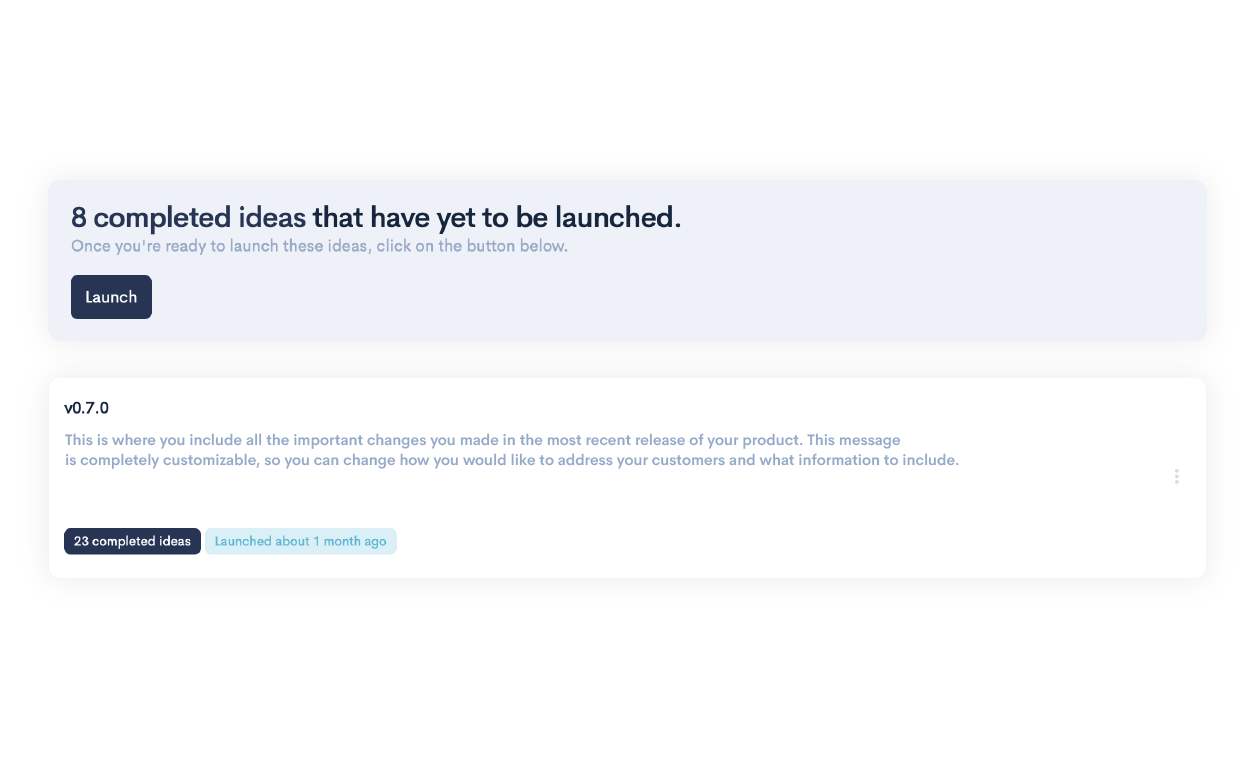 8 completed ideas that have yet to be launched.
Once you're ready to launch these ideas, click on the button below.
Launch
v0.7.0
This is where you include all the important changes you made in the most recent release of your product. This message
is completely customizable, so you can change how you would like to address your customers and what information to include.
23 completed ideas
Launched about 1 month ago